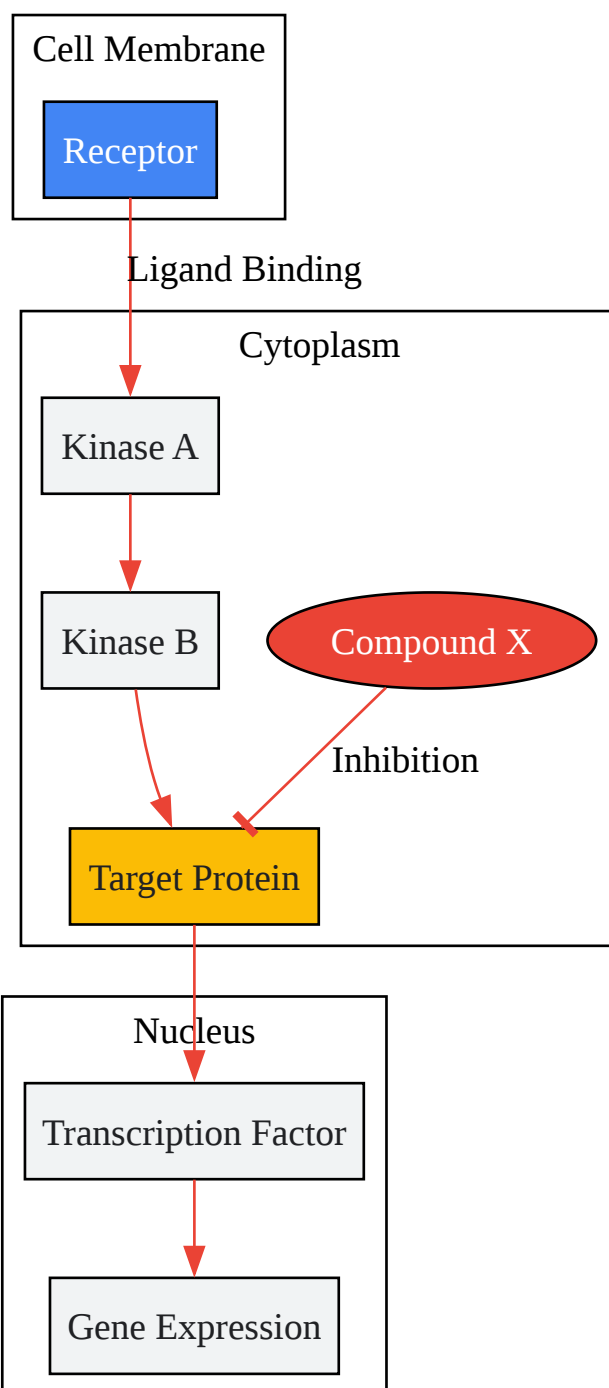 Cell Membrane
Receptor
Ligand Binding
Cytoplasm
Kinase A
Kinase B
Compound X
Inhibition
Target Protein
Nucleus
Transcription Factor
Gene Expression